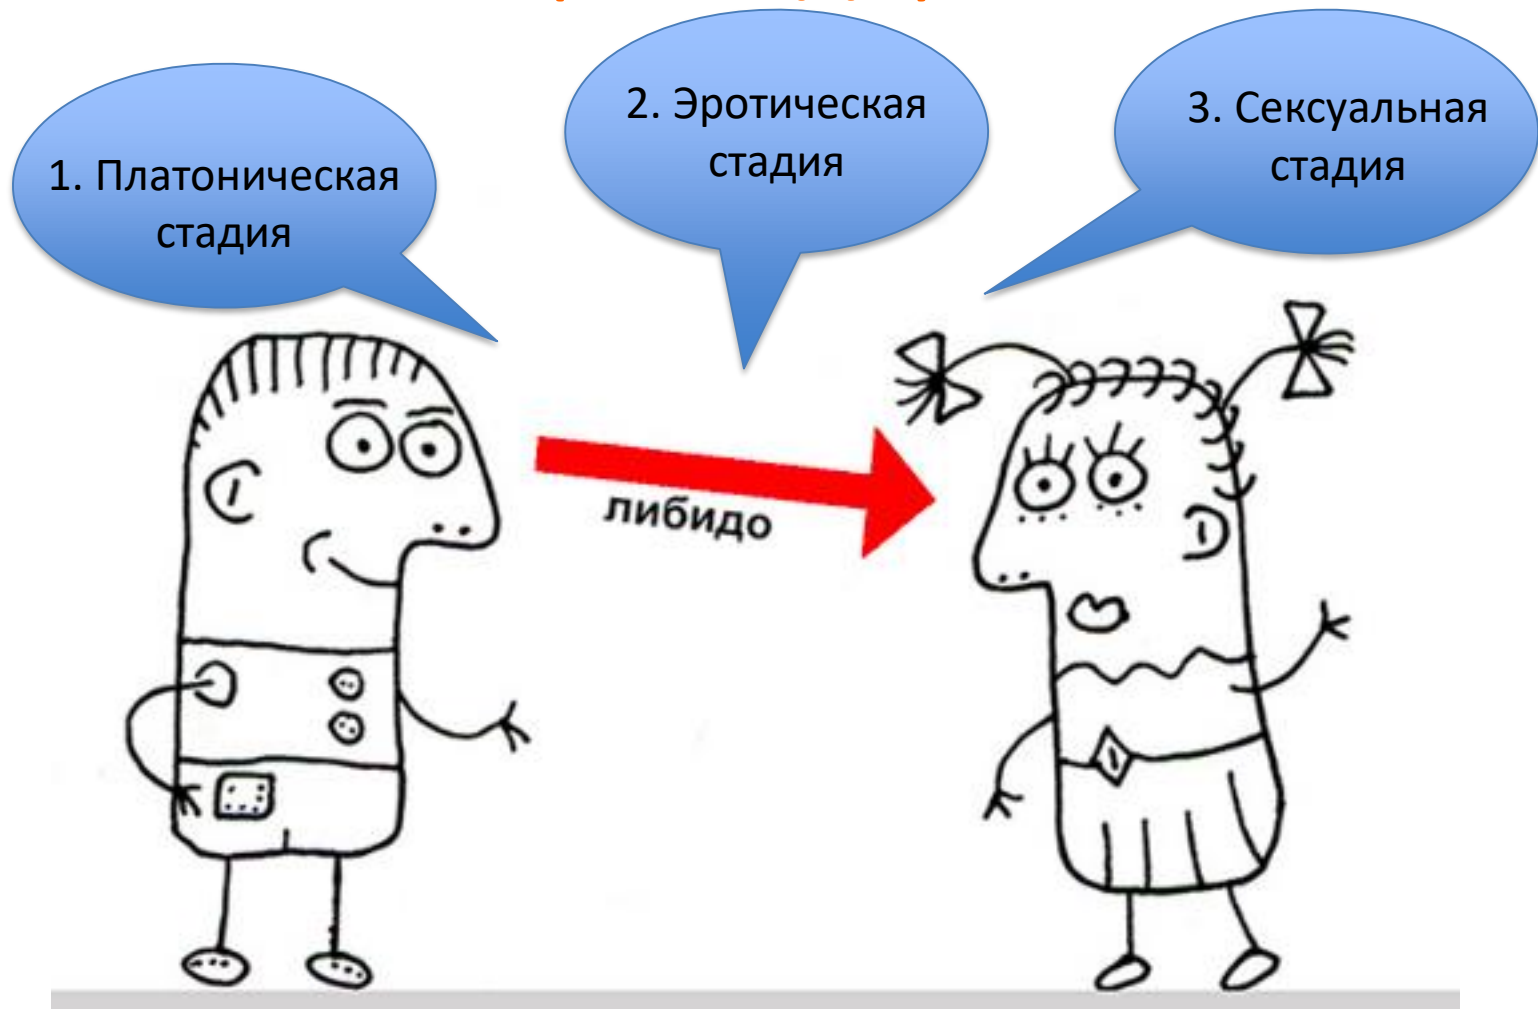 1. Платоническая
стадия
2. Эротическая
стадия
3. Сексуальная
стадия
либидо